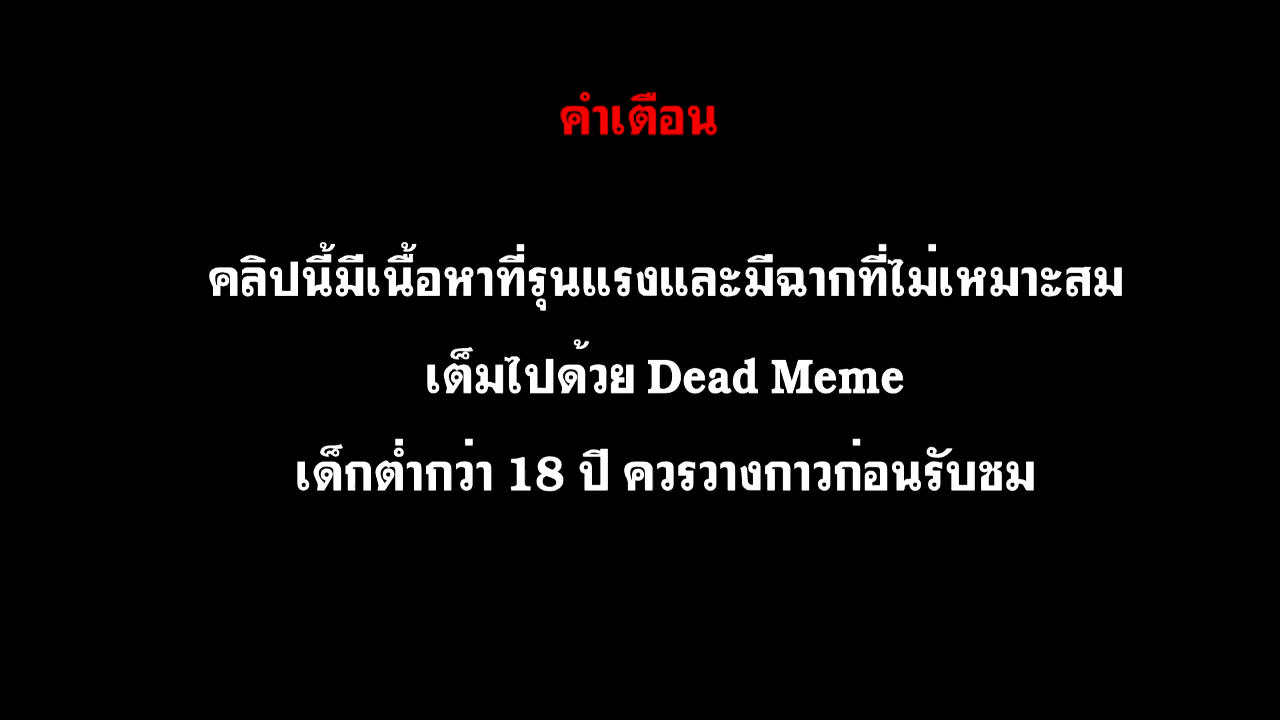 คำเตือน
คลิปนี้มีเนื้อหาที่รุนแรงและมีฉากที่ไม่เหมาะสม
เต็มไปด้วย Dead Meme
เด็กต่ำกว่า 18 ปี ควรวางกาวก่อนรับชม